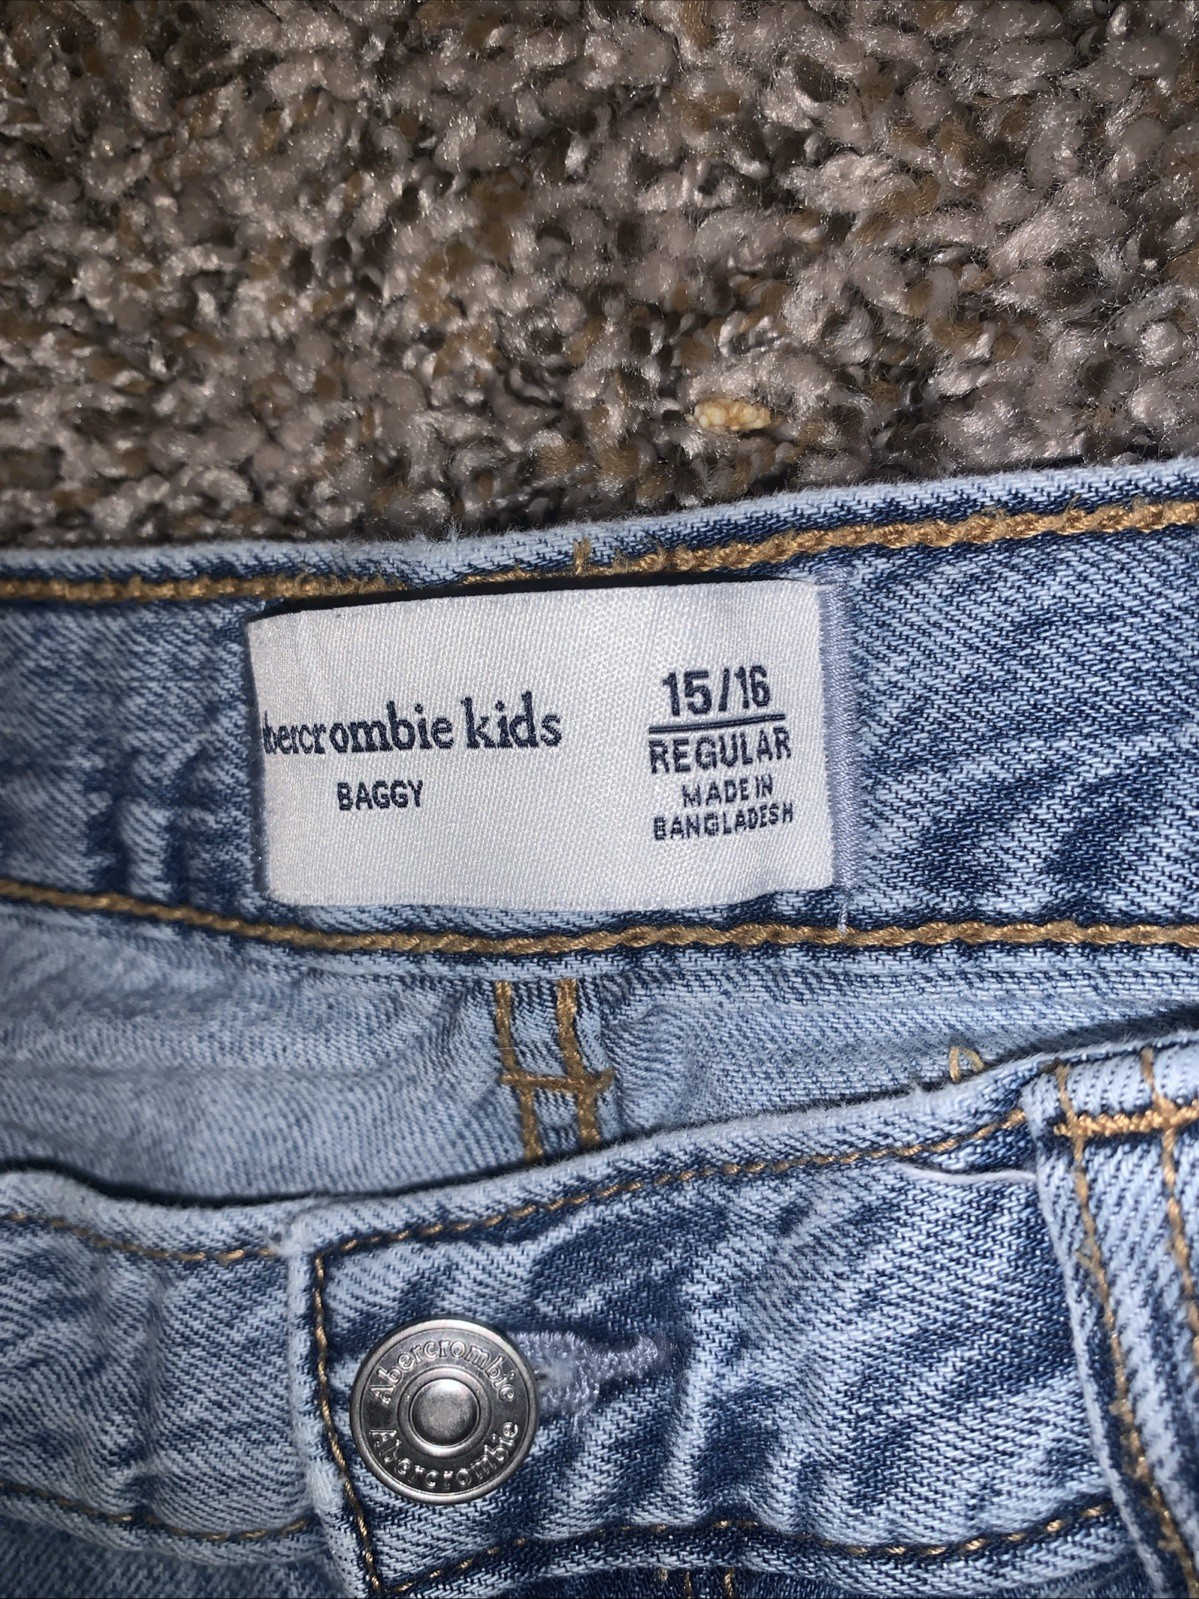 abercrombie kids
BAGGY
15/16
REGULAR
MADE IN
BANGLADESH
Abercrombie
Abercrombie